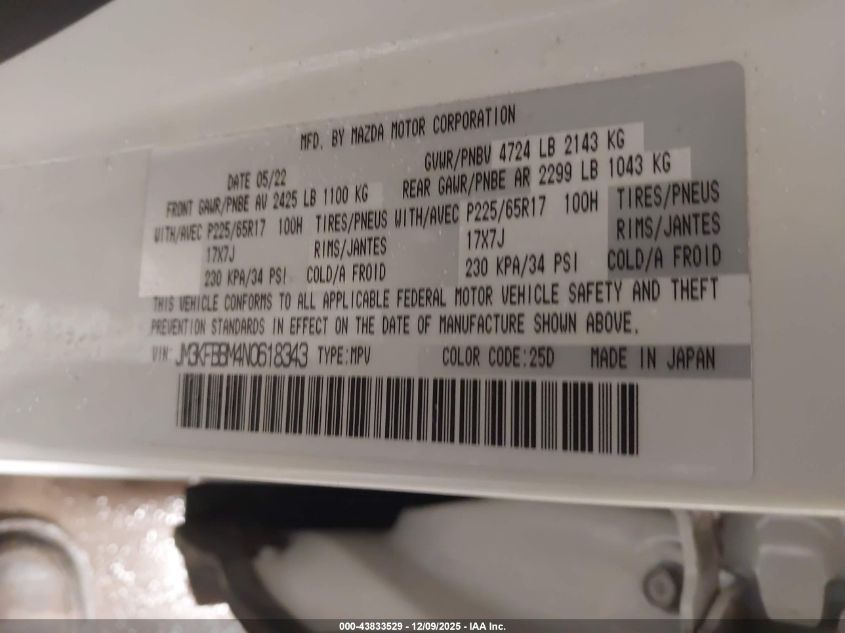 MFD. BY MAZDA MOTOR CORPORATION
DATE 05/22 GVWR/PNBV 4724 LB 2143 KG
FRONT GAWR/PNBE AV 2425 LB 1100 KG REAR GAWR/PNBE AR 2299 LB 1043 KG
WITH/AVEC P225/65R17 100H TIRES/PNEUS WITH/AVEC P225/65R17 100H TIRES/PNEUS
17X7J RIMS/JANTES 17X7J RIMS/JANTES
230 KPA/34 PSI COLD/A FROID 230 KPA/34 PSI COLD/A FROID
THIS VEHICLE CONFORMS TO ALL APPLICABLE FEDERAL MOTOR VEHICLE SAFETY AND THEFT
PREVENTION STANDARDS IN EFFECT ON THE DATE OF MANUFACTURE SHOWN ABOVE.
VIN: JM3KFBBM4N0618343 TYPE:MPV COLOR CODE:25D MADE IN JAPAN
000-43833529 - 12/09/2025 - IAA Inc.